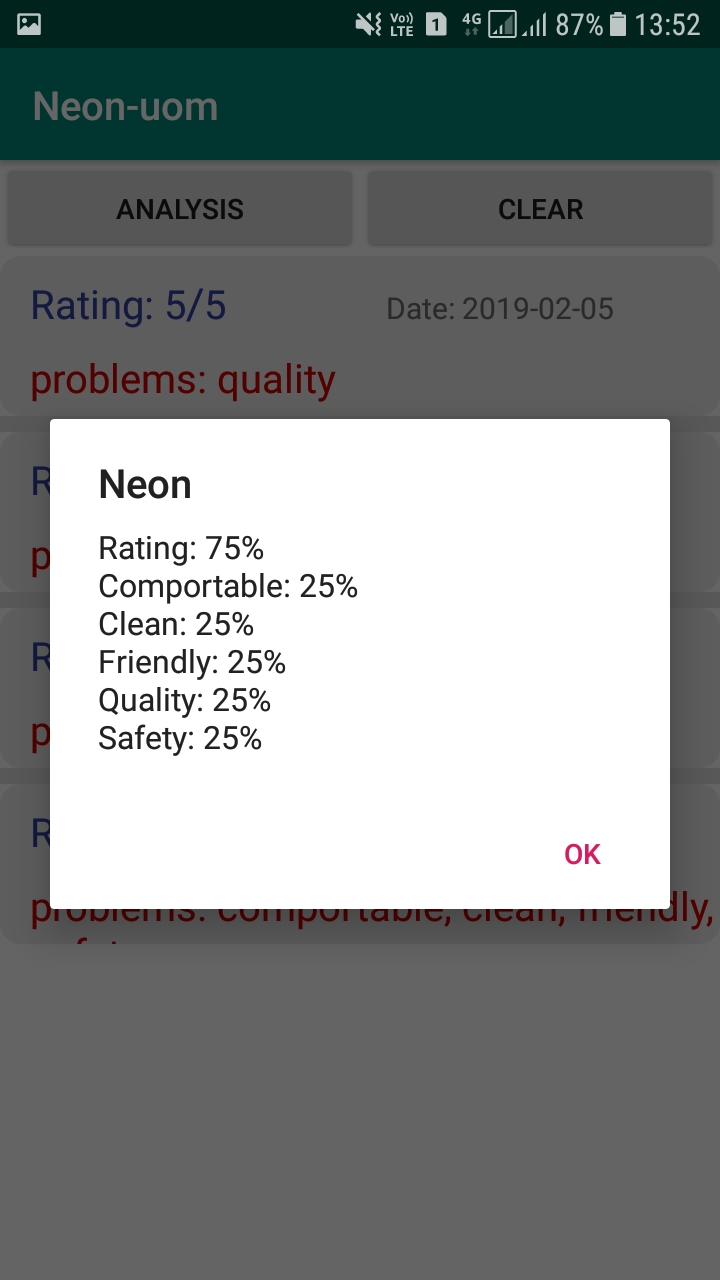 Vo)) LTE 1 4G 87% 13:52
Neon-uom
ANALYSIS CLEAR
Rating: 5/5 Date: 2019-02-05
problems: quality
Neon
Rating: 75%
Comportable: 25%
Clean: 25%
Friendly: 25%
Quality: 25%
Safety: 25%
OK
problems: comportable, clean, friendly,